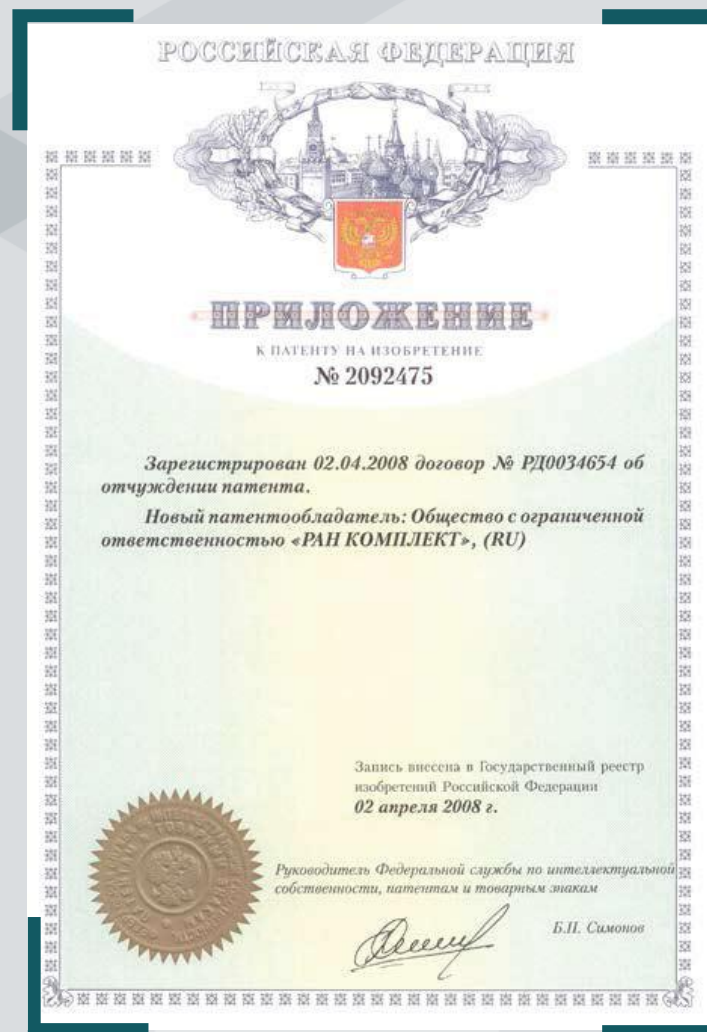 РОССИЙСКАЯ ФЕДЕРАЦИЯ
ПРИЛОЖЕНИЕ
К ПАТЕНТУ НА ИЗОБРЕТЕНИЕ
№ 2092475
Зарегистрирован 02.04.2008 договор № РД0034654 об
отчуждении патента.
Новый патентообладатель: Общество с ограниченной
ответственностью «РАН КОМПЛЕКТ», (RU)
Запись внесена в Государственный реестр
изобретений Российской Федерации
02 апреля 2008 г.
Руководитель Федеральной службы по интеллектуальной
собственности, патентам и товарным знакам
Б.П. Симонов